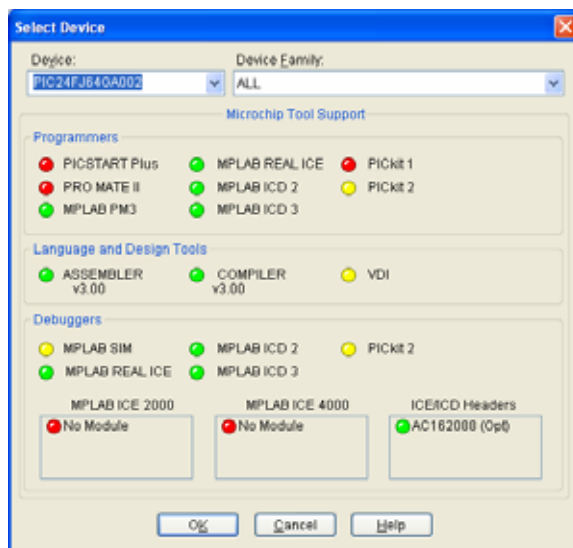 Select Device
Device: Device Family:
PIC24FJ64GA002 ALL
Microchip Tool Support
Programmers
PICSTART Plus MPLAB REAL ICE PICkit 1
PRO MATE II MPLAB ICD 2 PICkit 2
MPLAB PM3 MPLAB ICD 3
Language and Design Tools
ASSEMBLER COMPILER VDI
v3.00 v3.00
Debuggers
MPLAB SIM MPLAB ICD 2 PICkit 2
MPLAB REAL ICE MPLAB ICD 3
MPLAB ICE 2000 MPLAB ICE 4000 ICE/ICD Headers
No Module No Module AC162000 (Opt)
OK Cancel Help